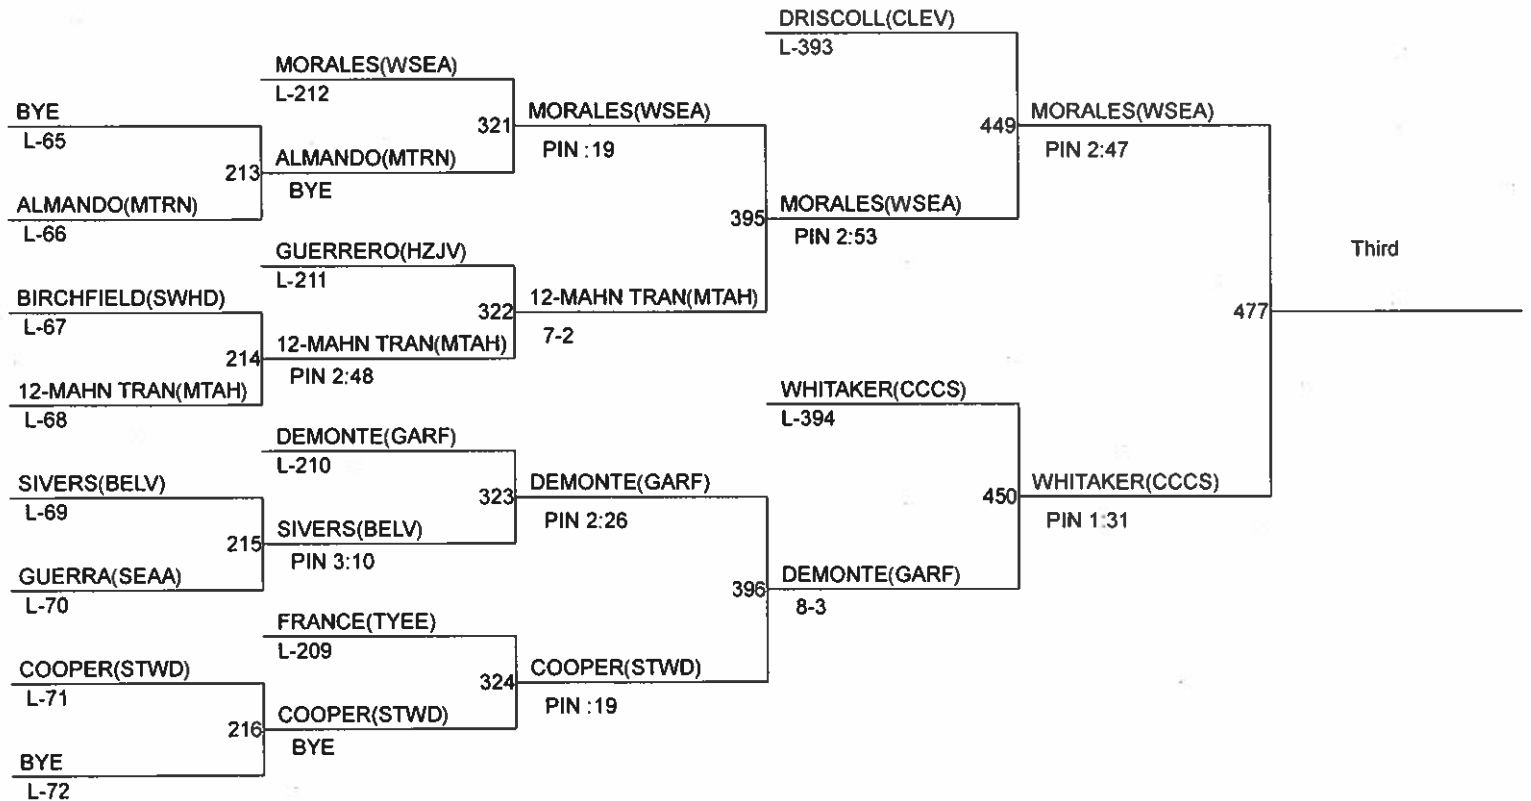 DRISCOLL(CLEV)
L-393
MORALES(WSEA)
L-212
BYE
L-65
321
MORALES(WSEA)
PIN :19
449
MORALES(WSEA)
PIN 2:47
213
ALMANDO(MTRN)
BYE
ALMANDO(MTRN)
L-66
395
MORALES(WSEA)
PIN 2:53
GUERRERO(HZJV)
L-211
Third
BIRCHFIELD(SWHD)
L-67
322
12-MAHN TRAN(MTAH)
7-2
477
214
12-MAHN TRAN(MTAH)
PIN 2:48
12-MAHN TRAN(MTAH)
L-68
WHITAKER(CCCS)
L-394
DEMONTE(GARF)
L-210
SIVERS(BELV)
L-69
323
DEMONTE(GARF)
PIN 2:26
450
WHITAKER(CCCS)
PIN 1:31
215
SIVERS(BELV)
PIN 3:10
GUERRA(SEAA)
L-70
396
DEMONTE(GARF)
8-3
FRANCE(TYEE)
L-209
COOPER(STWD)
L-71
324
COOPER(STWD)
PIN :19
216
COOPER(STWD)
BYE
BYE
L-72